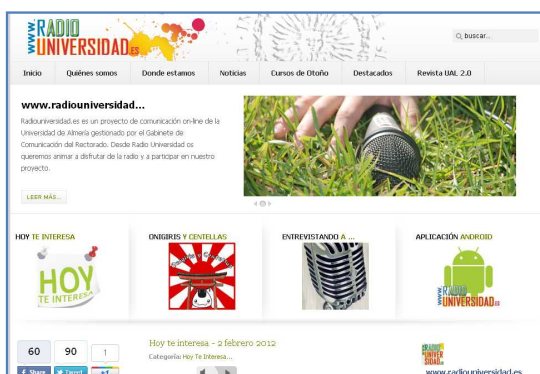 www.
RADIO
UNIVERSIDAD.ES
buscar...
Inicio Quiénes somos Donde estamos Noticias Cursos de Otoño Destacados Revista UAL 2.0
www.radiouniversidad...
Radiouniversidad.es es un proyecto de comunicación on-line de la
Universidad de Almería gestionado por el Gabinete de
Comunicación del Rectorado. Desde Radio Universidad os
queremos animar a disfrutar de la radio y a participar en nuestro
proyecto.
LEER MÁS...
HOY TE INTERESA
ONIGIRIS Y CENTELLAS
ENTREVISTANDO A ...
APLICACIÓN ANDROID
HOY
TE INTERESA
Onigiris y Centellas
www.
RADIO
UNIVERSIDAD.ES
60 90 1
Share Tweet +1
Hoy te interesa - 2 febrero 2012
Categoría: Hoy Te Interesa...
www.radiouniversidad.es